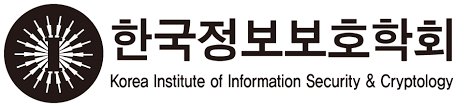 한국정보보호학회
Korea Institute of Information Security & Cryptology